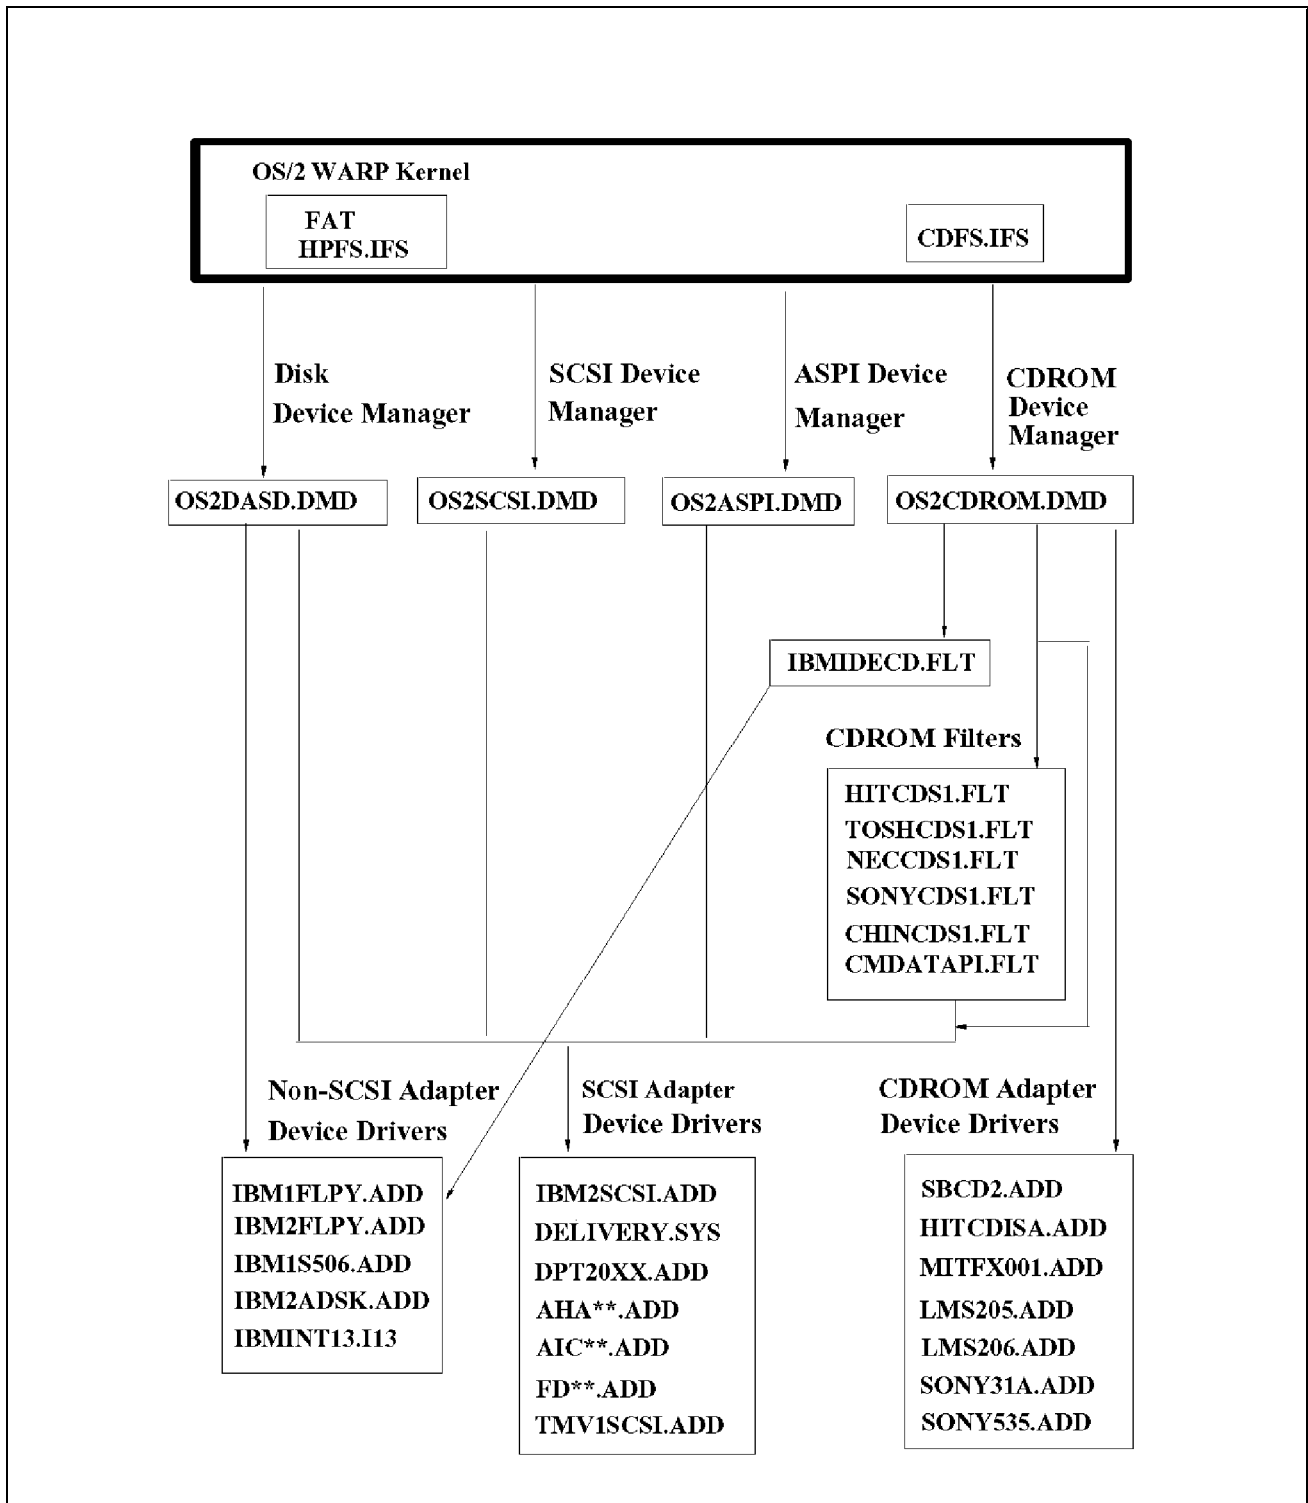 OS/2 WARP Kernel
FAT
HPFS.IFS
CDFS.IFS
Disk
Device Manager
SCSI Device
Manager
ASPI Device
Manager
CDROM
Device
Manager
OS2DASD.DMD
OS2SCSI.DMD
OS2ASPI.DMD
OS2CDROM.DMD
IBMIDECD.FLT
CDROM Filters
HITCDS1.FLT
TOSHCDS1.FLT
NECCDS1.FLT
SONYCDS1.FLT
CHINCDS1.FLT
CMDATAPI.FLT
Non-SCSI Adapter
Device Drivers
SCSI Adapter
Device Drivers
CDROM Adapter
Device Drivers
IBM1FLPY.ADD
IBM2FLPY.ADD
IBM1S506.ADD
IBM2ADSK.ADD
IBMINT13.I13
IBM2SCSI.ADD
DELIVERY.SYS
DPT20XX.ADD
AHA**.ADD
AIC**.ADD
FD**.ADD
TMV1SCSI.ADD
SBCD2.ADD
HITCDISA.ADD
MITFX001.ADD
LMS205.ADD
LMS206.ADD
SONY31A.ADD
SONY535.ADD